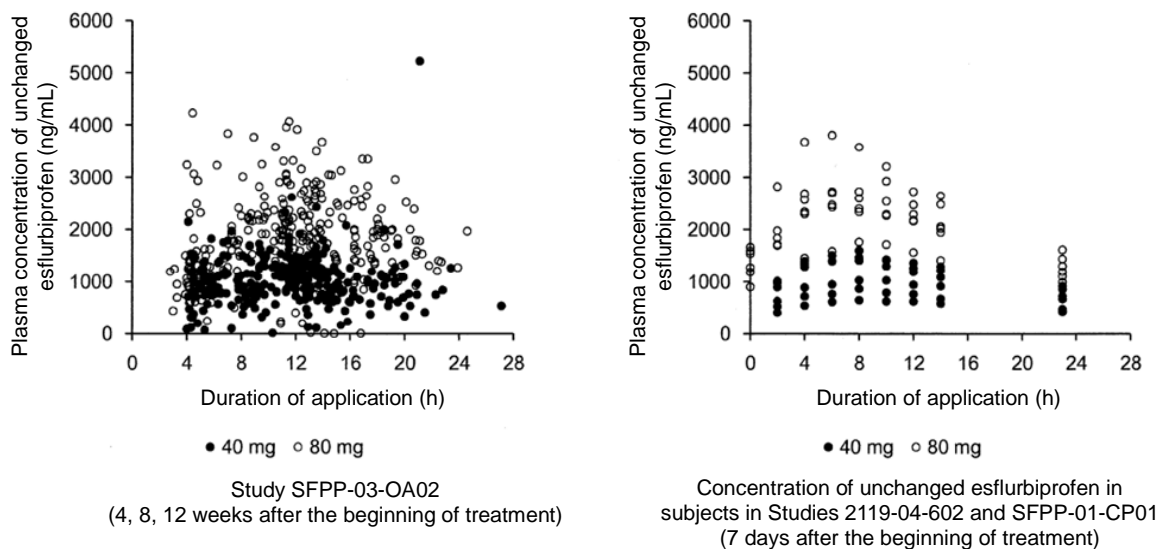 Plasma concentration of unchanged
esflurbiprofen (ng/mL)
6000
5000
4000
3000
2000
1000
0
0 4 8 12 16 20 24 28
Duration of application (h)
● 40 mg ○ 80 mg
Study SFPP-03-OA02
(4, 8, 12 weeks after the beginning of treatment)
Plasma concentration of unchanged
esflurbiprofen (ng/mL)
6000
5000
4000
3000
2000
1000
0
0 4 8 12 16 20 24 28
Duration of application (h)
● 40 mg ○ 80 mg
Concentration of unchanged esflurbiprofen in
subjects in Studies 2119-04-602 and SFPP-01-CP01
(7 days after the beginning of treatment)